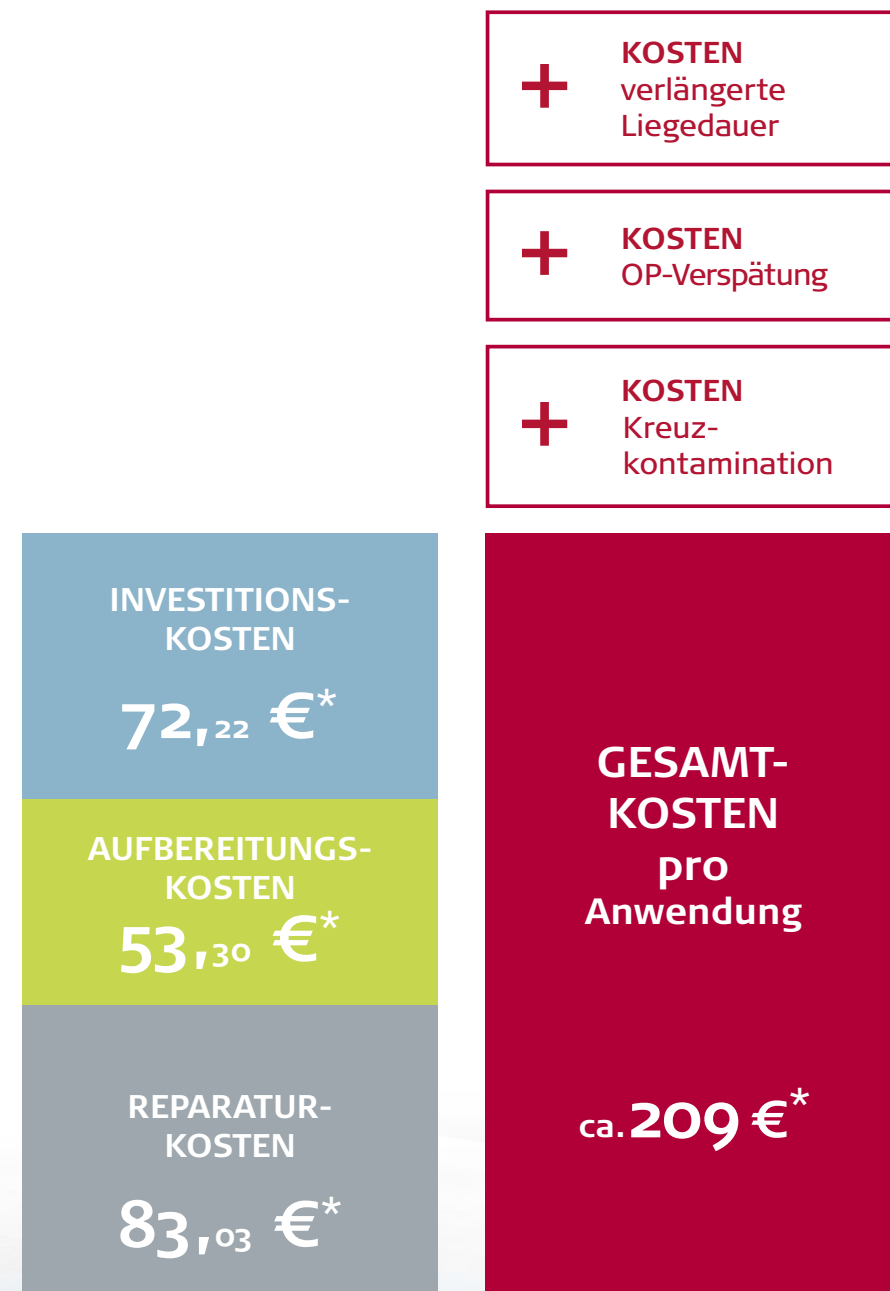 + KOSTEN
verlängerte
Liegedauer
+ KOSTEN
OP-Verspätung
+ KOSTEN
Kreuz-
kontamination
INVESTITIONS-
KOSTEN
72,22 €*
AUFBEREITUNGS-
KOSTEN
53,30 €*
REPARATUR-
KOSTEN
83,03 €*
GESAMT-
KOSTEN
pro
Anwendung
ca. 209 €*